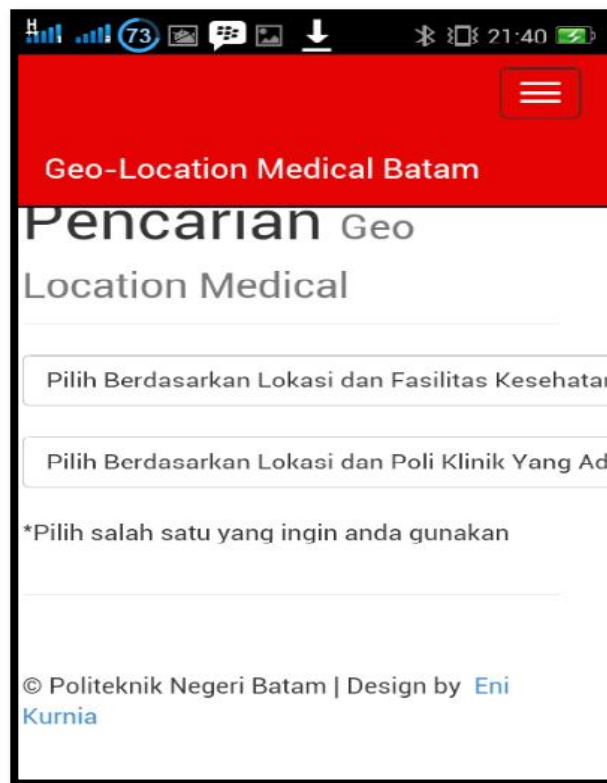 H
73
21:40
Geo-Location Medical Batam
Pencarian Geo
Location Medical
Pilih Berdasarkan Lokasi dan Fasilitas Kesehatan
Pilih Berdasarkan Lokasi dan Poli Klinik Yang Ad
*Pilih salah satu yang ingin anda gunakan
© Politeknik Negeri Batam | Design by Eni
Kurnia